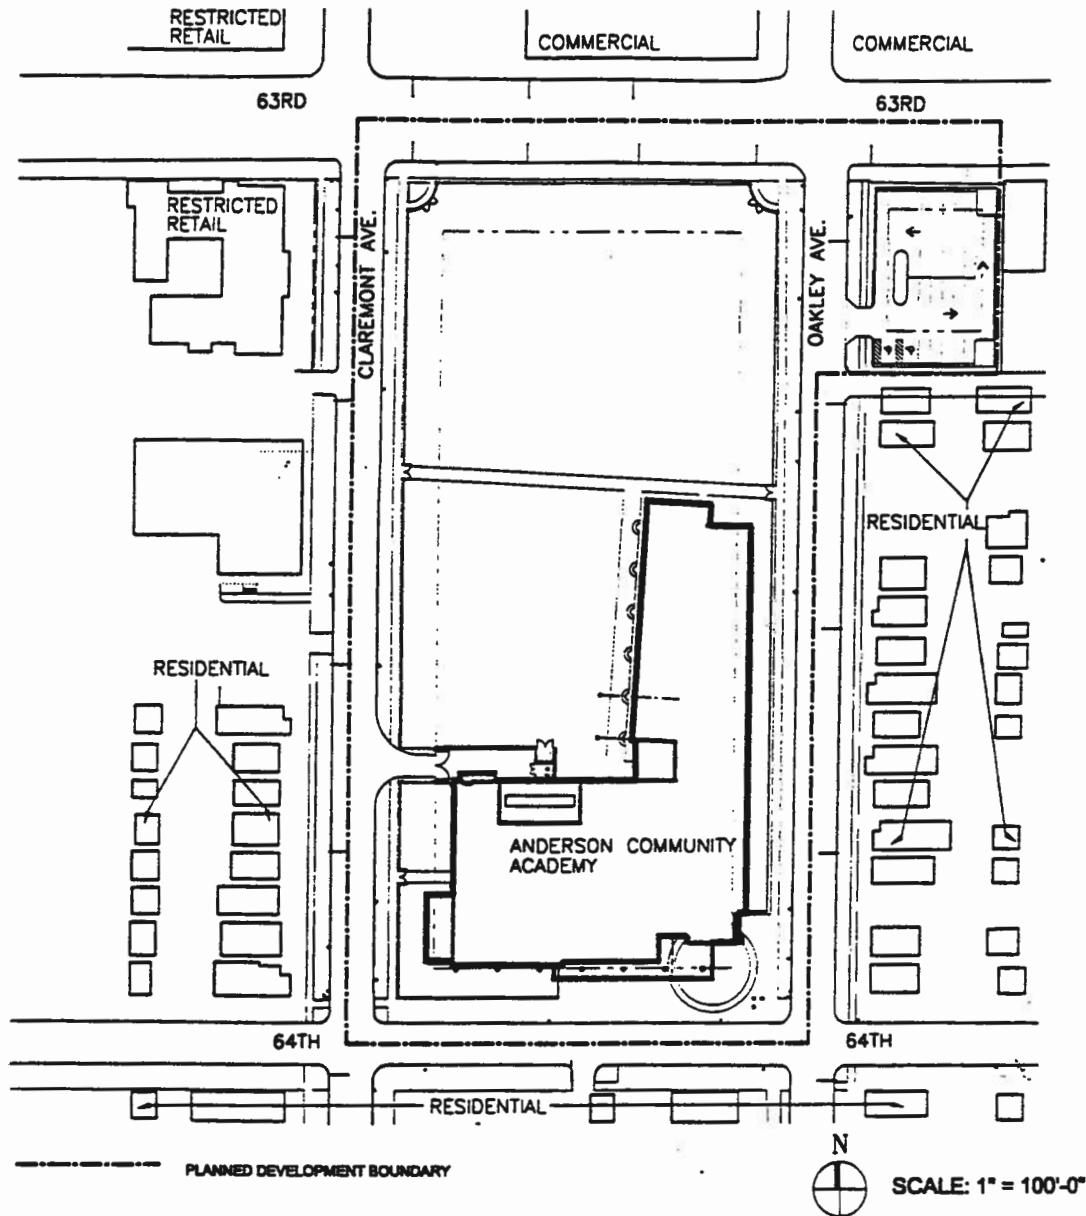 RESTRICTED
RETAIL
COMMERCIAL
COMMERCIAL
63RD
63RD
RESTRICTED
RETAIL
CLAREMONT AVE.
OAKLEY AVE.
RESIDENTIAL
RESIDENTIAL
ANDERSON COMMUNITY
ACADEMY
64TH
64TH
RESIDENTIAL
PLANNED DEVELOPMENT BOUNDARY
N
SCALE: 1" = 100'-0"